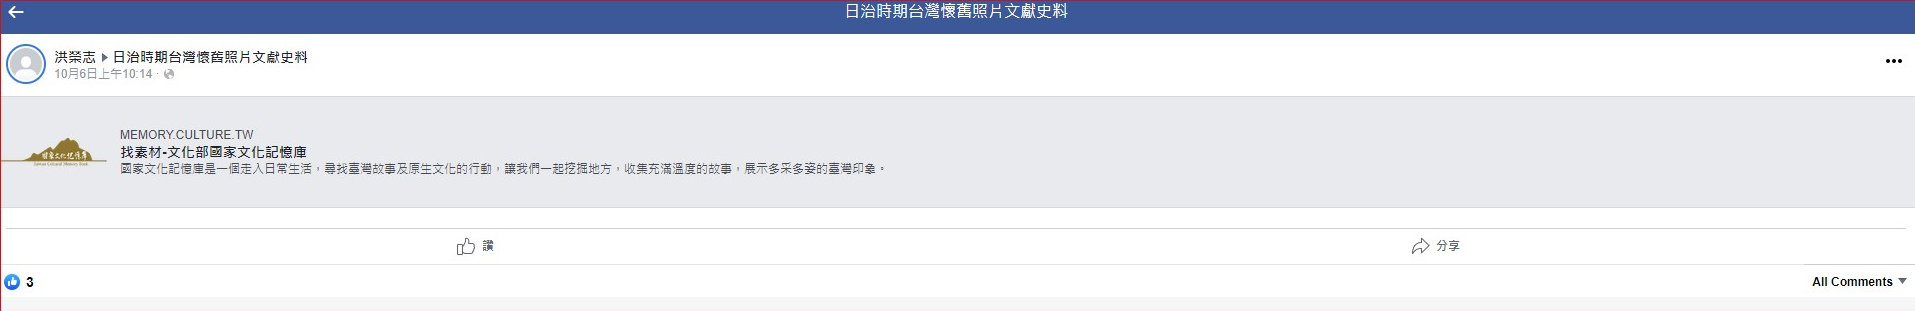 日治時期台灣懷舊照片文獻史料
洪榮志 ▶ 日治時期台灣懷舊照片文獻史料
10月6日上午10:14 ·
國家文化記憶庫
MEMORY.CULTURE.TW
找素材-文化部國家文化記憶庫
國家文化記憶庫是一個走入日常生活，尋找臺灣故事及原生文化的行動，讓我們一起挖掘地方，收集充滿溫度的故事，展示多采多姿的臺灣印象。
讚
分享
3
All Comments